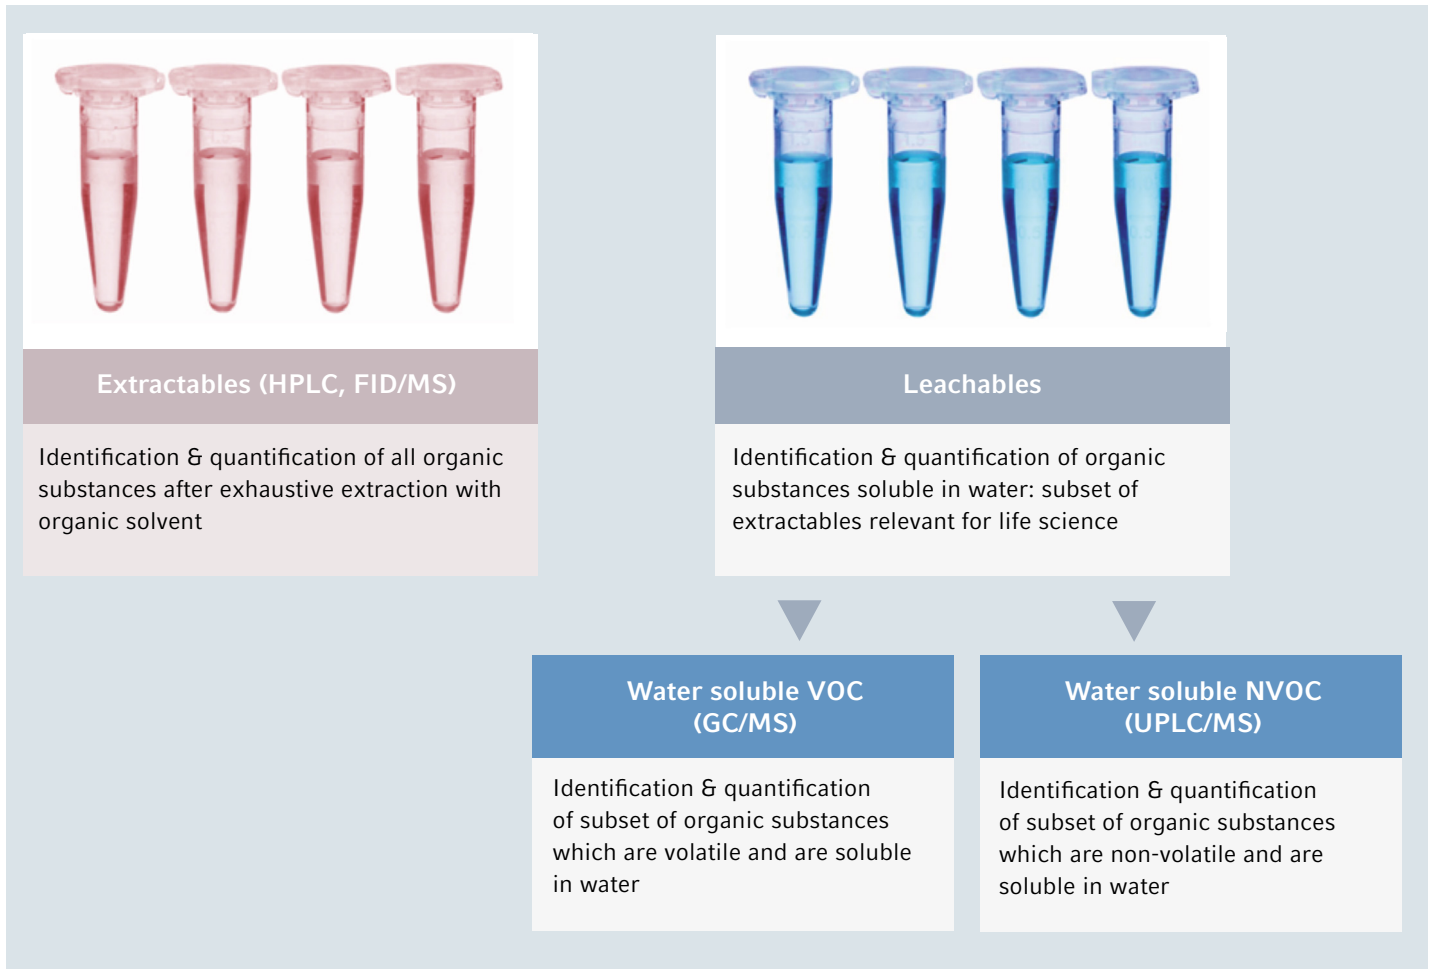 Extractables (HPLC, FID/MS)
Identification & quantification of all organic
substances after exhaustive extraction with
organic solvent
Leachables
Identification & quantification of organic
substances soluble in water: subset of
extractables relevant for life science
Water soluble VOC
(GC/MS)
Identification & quantification
of subset of organic substances
which are volatile and are soluble
in water
Water soluble NVOC
(UPLC/MS)
Identification & quantification
of subset of organic substances
which are non-volatile and are
soluble in water